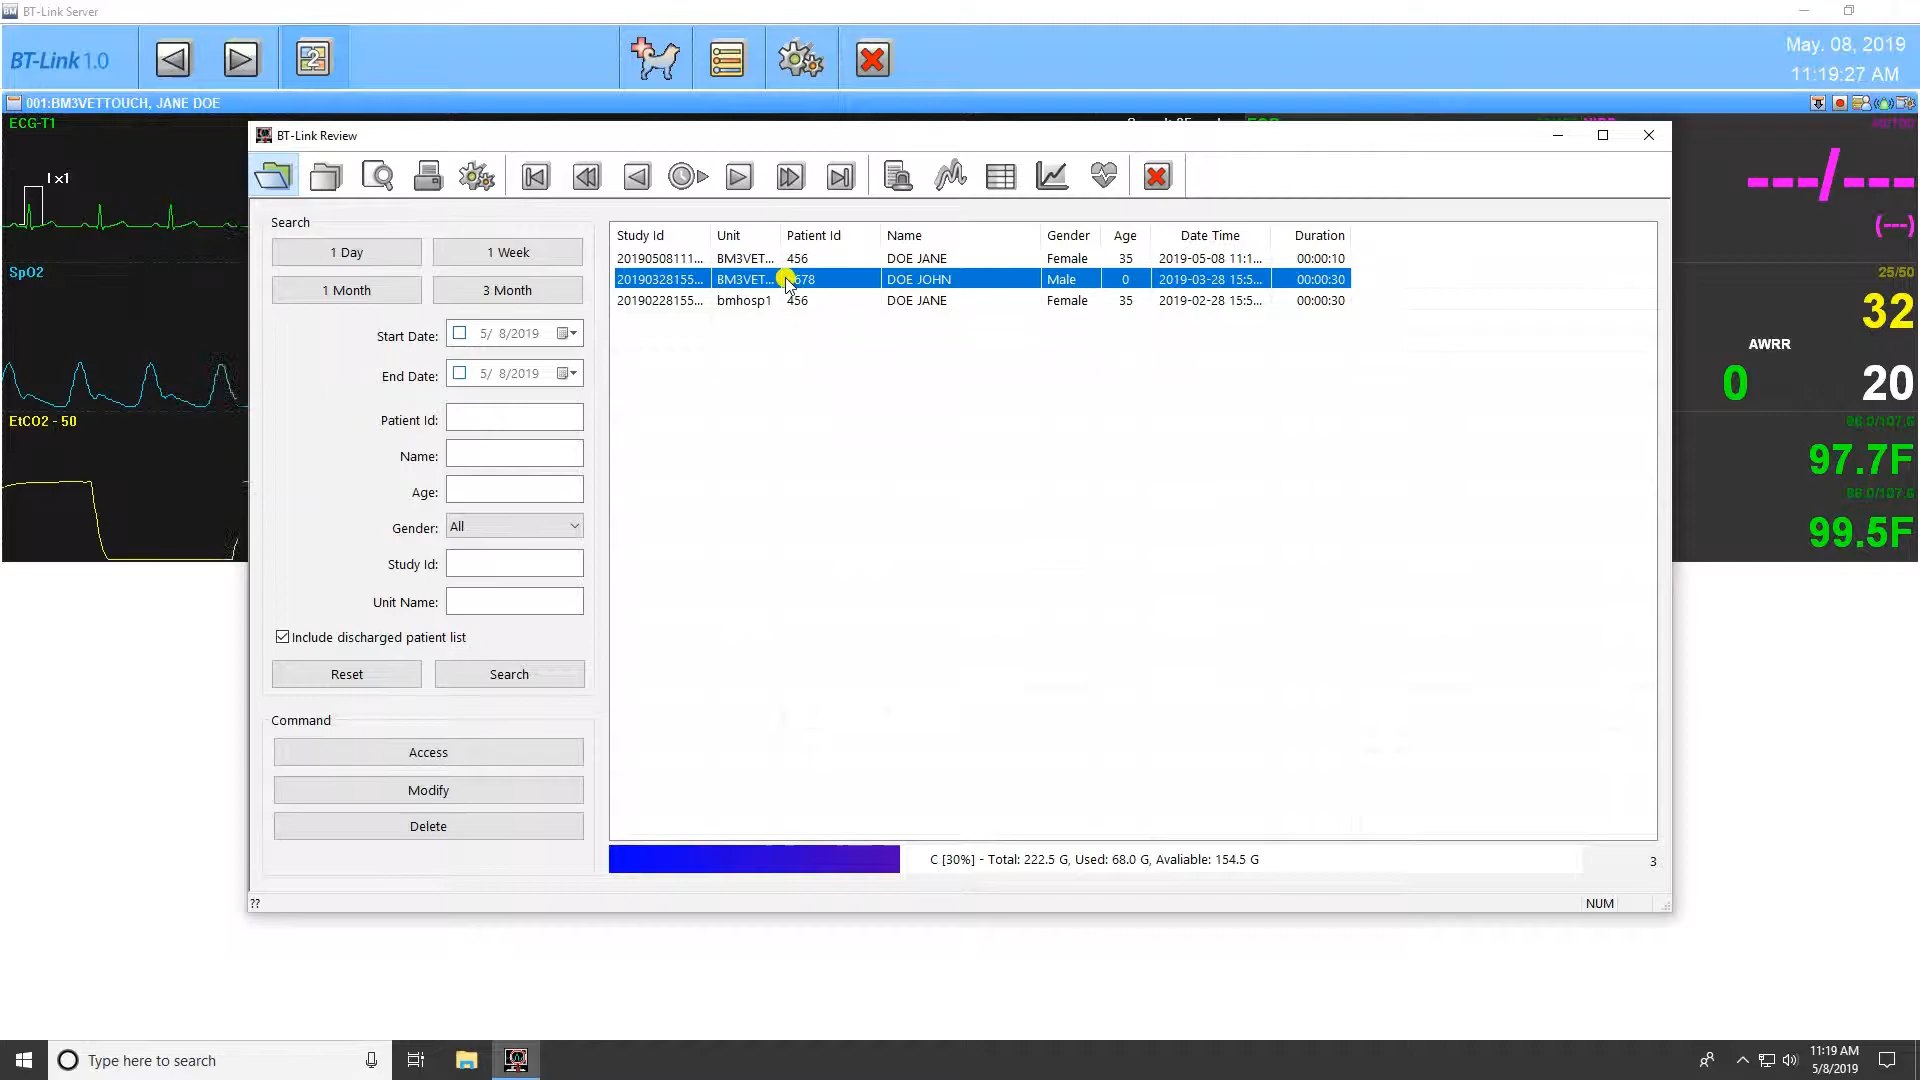 BT-Link Server
BT-Link 1.0
2
May. 08, 2019
11:19:27 AM
001:BM3VETTOUCH, JANE DOE
ECG-T1
I x1
SpO2
EtCO2 - 50
BT-Link Review
Search
1 Day
1 Week
1 Month
3 Month
Start Date: 5/ 8/2019
End Date: 5/ 8/2019
Patient Id:
Name:
Age:
Gender: All
Study Id:
Unit Name:
Include discharged patient list
Reset
Search
Command
Access
Modify
Delete
Study Id Unit Patient Id Name Gender Age Date Time Duration
20190508111... BM3VET... 456 DOE JANE Female 35 2019-05-08 11:1... 00:00:10
20190328155... BM3VET... 678 DOE JOHN Male 0 2019-03-28 15:5... 00:00:30
20190228155... bmhosp1 456 DOE JANE Female 35 2019-02-28 15:5... 00:00:30
C [30%] - Total: 222.5 G, Used: 68.0 G, Avaliable: 154.5 G
3
??
NUM
---/---
(---)
25/50
32
AWRR
0
20
97.7F
99.5F
Type here to search
11:19 AM
5/8/2019